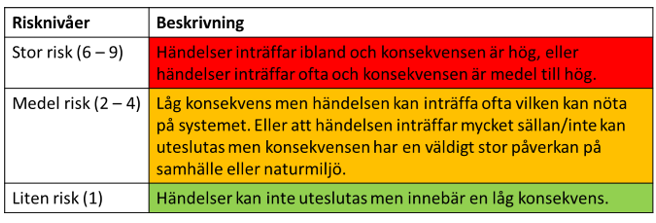 Risknivåer Beskrivning
Stor risk (6 – 9) Händelser inträffar ibland och konsekvensen är hög, eller
händelser inträffar ofta och konsekvensen är medel till hög.
Medel risk (2 – 4) Låg konsekvens men händelsen kan inträffa ofta vilken kan nöta
på systemet. Eller att händelsen inträffar mycket sällan/inte kan
uteslutas men konsekvensen har en väldigt stor påverkan på
samhälle eller naturmiljö.
Liten risk (1) Händelser kan inte uteslutas men innebär en låg konsekvens.